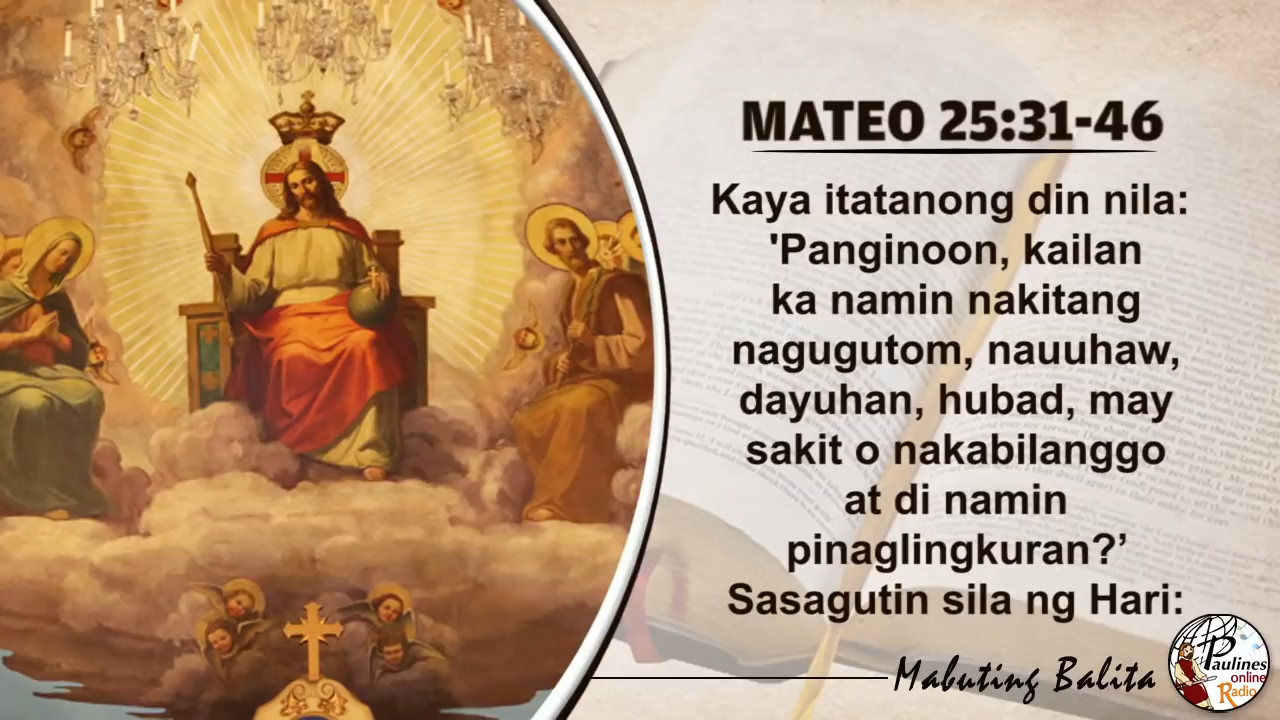 MATEO 25:31-46
Kaya itatanong din nila:
'Panginoon, kailan
ka namin nakitang
nagugutom, nauuhaw,
dayuhan, hubad, may
sakit o nakabilanggo
at di namin
pinaglingkuran?’
Sasagutin sila ng Hari:
Mabuting Balita
Paulines
online
Radio